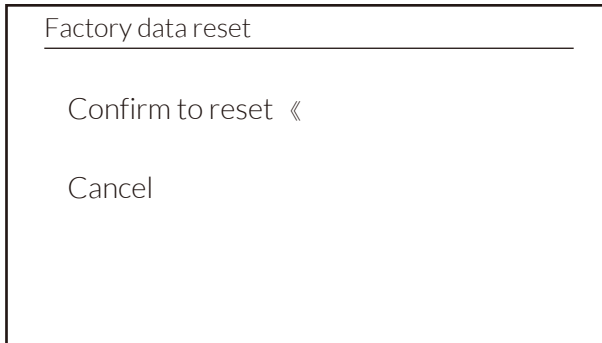 Factory data reset
Confirm to reset 《
Cancel